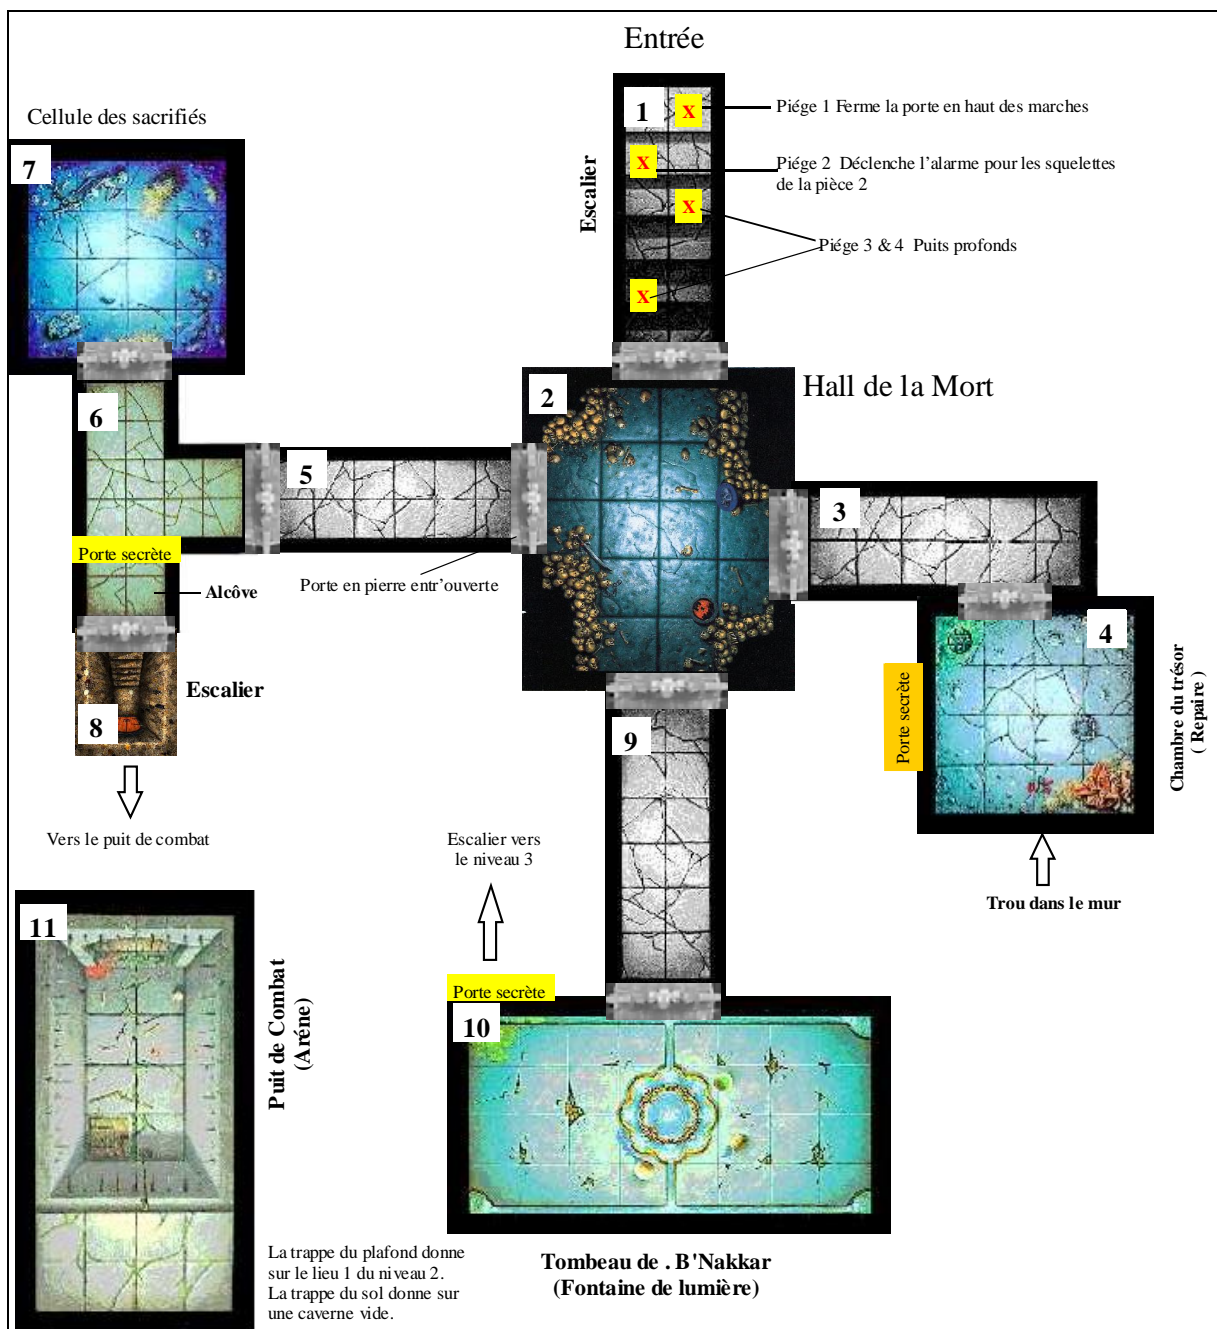 Entrée
1
X
Piége 1 Ferme la porte en haut des marches
X
Piége 2 Déclenche l'alarme pour les squelettes
de la pièce 2
X
Piége 3 & 4 Puits profonds
X
Escalier
Cellule des sacrifiés
7
2
Hall de la Mort
6
5
3
Porte secrète
Alcôve
Porte en pierre entr'ouverte
4
Porte secrète
Chambre du trésor
( Repaire )
Escalier
8
9
Vers le puit de combat
Escalier vers
le niveau 3
Trou dans le mur
11
Puit de Combat
(Aréne)
Porte secrète
10
La trappe du plafond donne
sur le lieu 1 du niveau 2.
La trappe du sol donne sur
une caverne vide.
Tombeau de . B'Nakkar
(Fontaine de lumière)